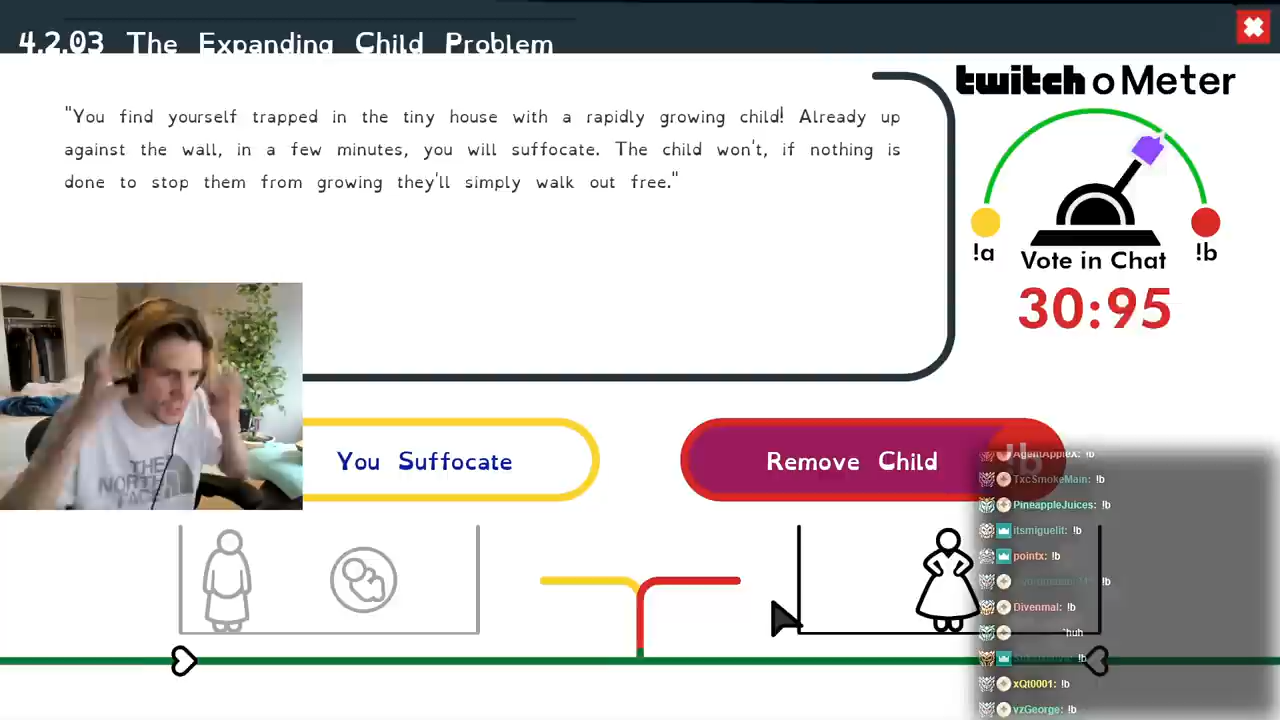 4.2.03 The Expanding Child Problem
twitch o Meter
"You find yourself trapped in the tiny house with a rapidly growing child! Already up
against the wall, in a few minutes, you will suffocate. The child won't, if nothing is
done to stop them from growing they'll simply walk out free."
!a
Vote in Chat
!b
30:95
THE
NORTH
FACE
You Suffocate
Remove Child
!b
AgentAppleX: !b
TxcSmokeMain: !b
PineappleJuices: !b
itsmiguelit: !b
pointx: !b
!b
Divenmal: !b
`huh
!b
xQt0001: !b
vzGeorge: !b